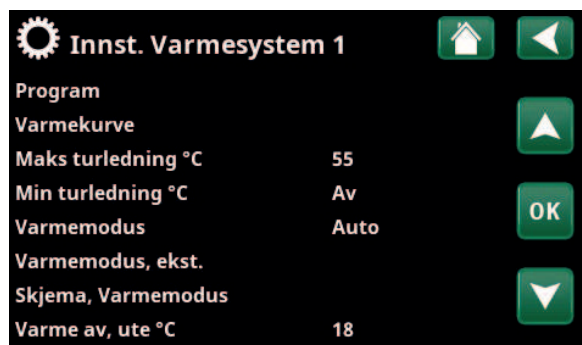 Innst. Varmesystem 1
Program
Varmekurve
Maks turledning °C 55
Min turledning °C Av
Varmemodus Auto
OK
Varmemodus, ekst.
Skjema, Varmemodus
Varme av, ute °C 18